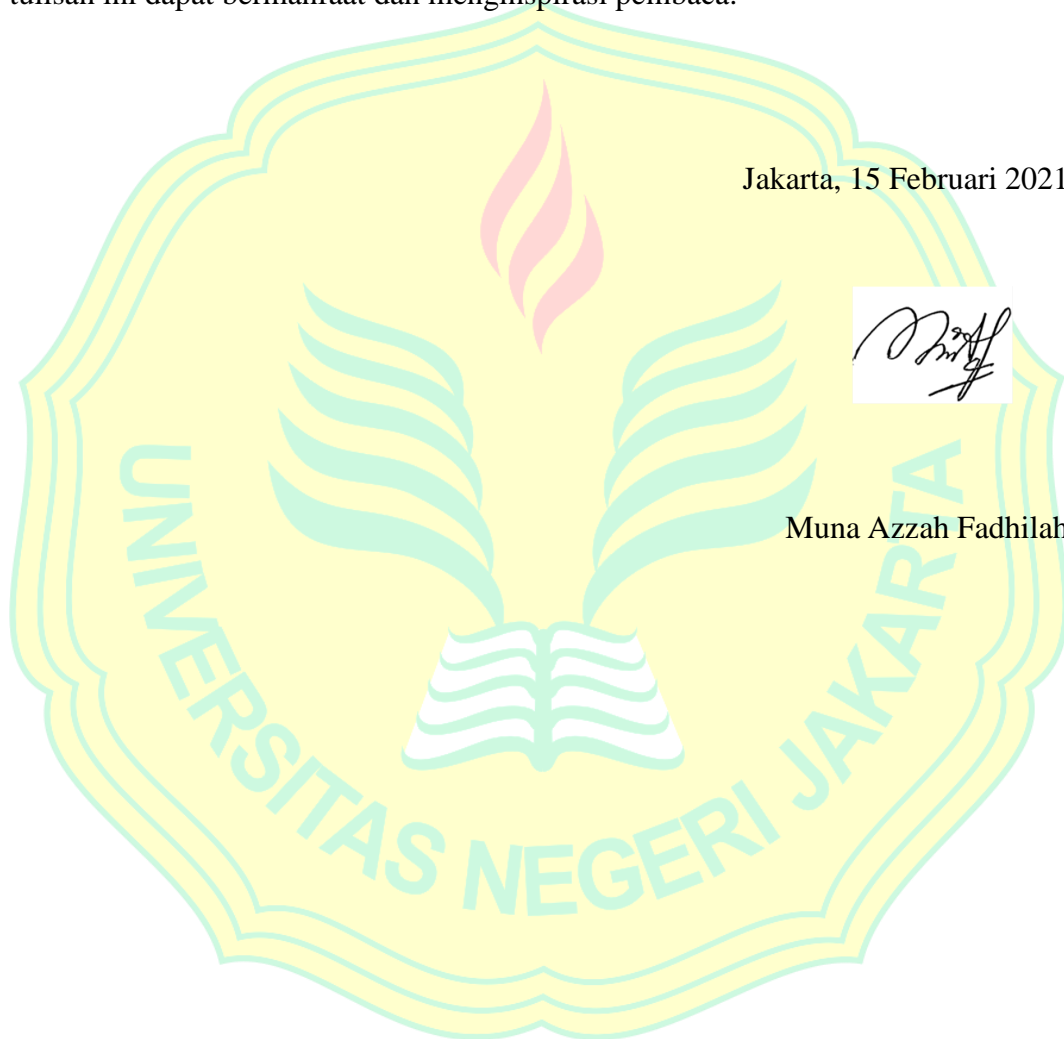 tulisan ini dapat bermanfaat dan menginspirasi pembaca.
Jakarta, 15 Februari 2021
Muna Azzah Fadhilah
UNIVERSITAS NEGERI JAKARTA